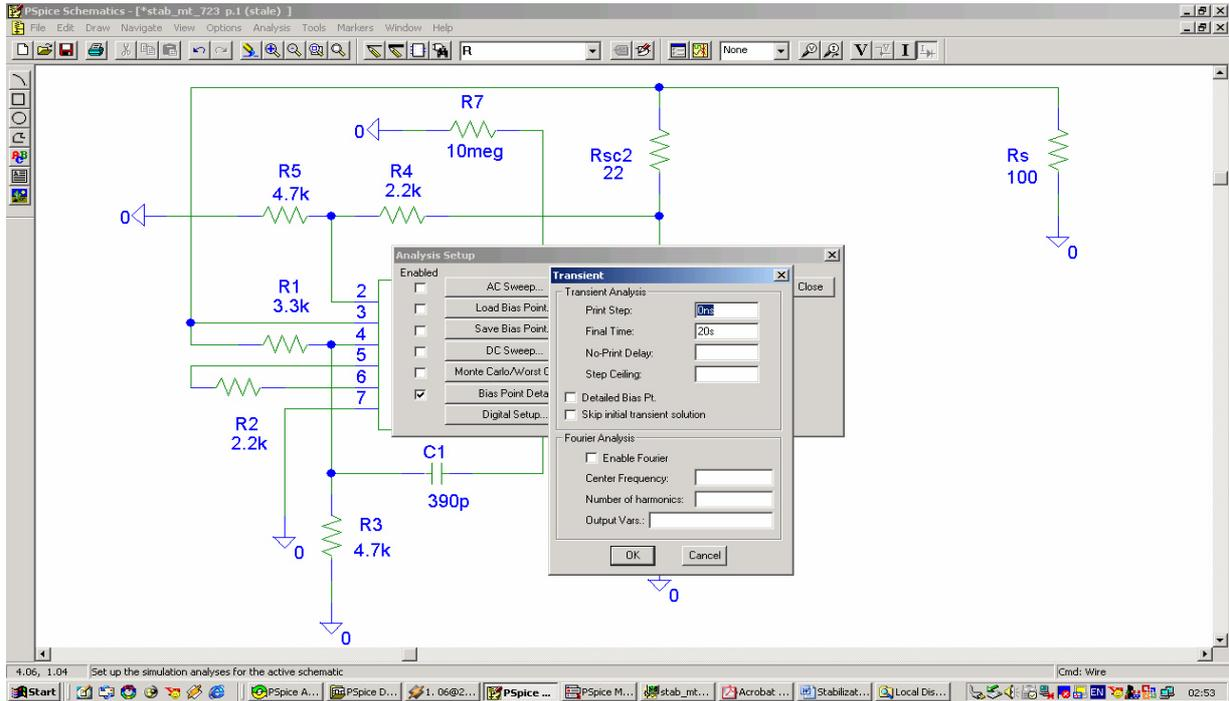 PSpice Schematics - [*stab_mt_723 p.1 (stale) ]
File Edit Draw Navigate View Options Analysis Tools Markers Window Help
R
None
V I
R7
0
10meg
Rsc2
22
Rs
100
R5
4.7k
R4
2.2k
0
0
Analysis Setup
Enabled
AC Sweep...
Load Bias Point.
Save Bias Point.
DC Sweep...
Monte Carlo/Worst C
Bias Point Deta
Digital Setup...
Close
Transient
Transient Analysis
Print Step: 0ns
Final Time: 20s
No-Print Delay:
Step Ceiling:
Detailed Bias Pt.
Skip initial transient solution
Fourier Analysis
Enable Fourier
Center Frequency:
Number of harmonics:
Output Vars.:
OK Cancel
R1
3.3k
2
3
4
5
6
7
R2
2.2k
C1
390p
R3
4.7k
0
0
0
4.06, 1.04 Set up the simulation analyses for the active schematic Cmd: Wire
Start PSpice A... PSpice D... 1. 06@2... PSpice ... PSpice M... stab_mt... Acrobat ... Stabilizat... Local Dis... EN 02:53